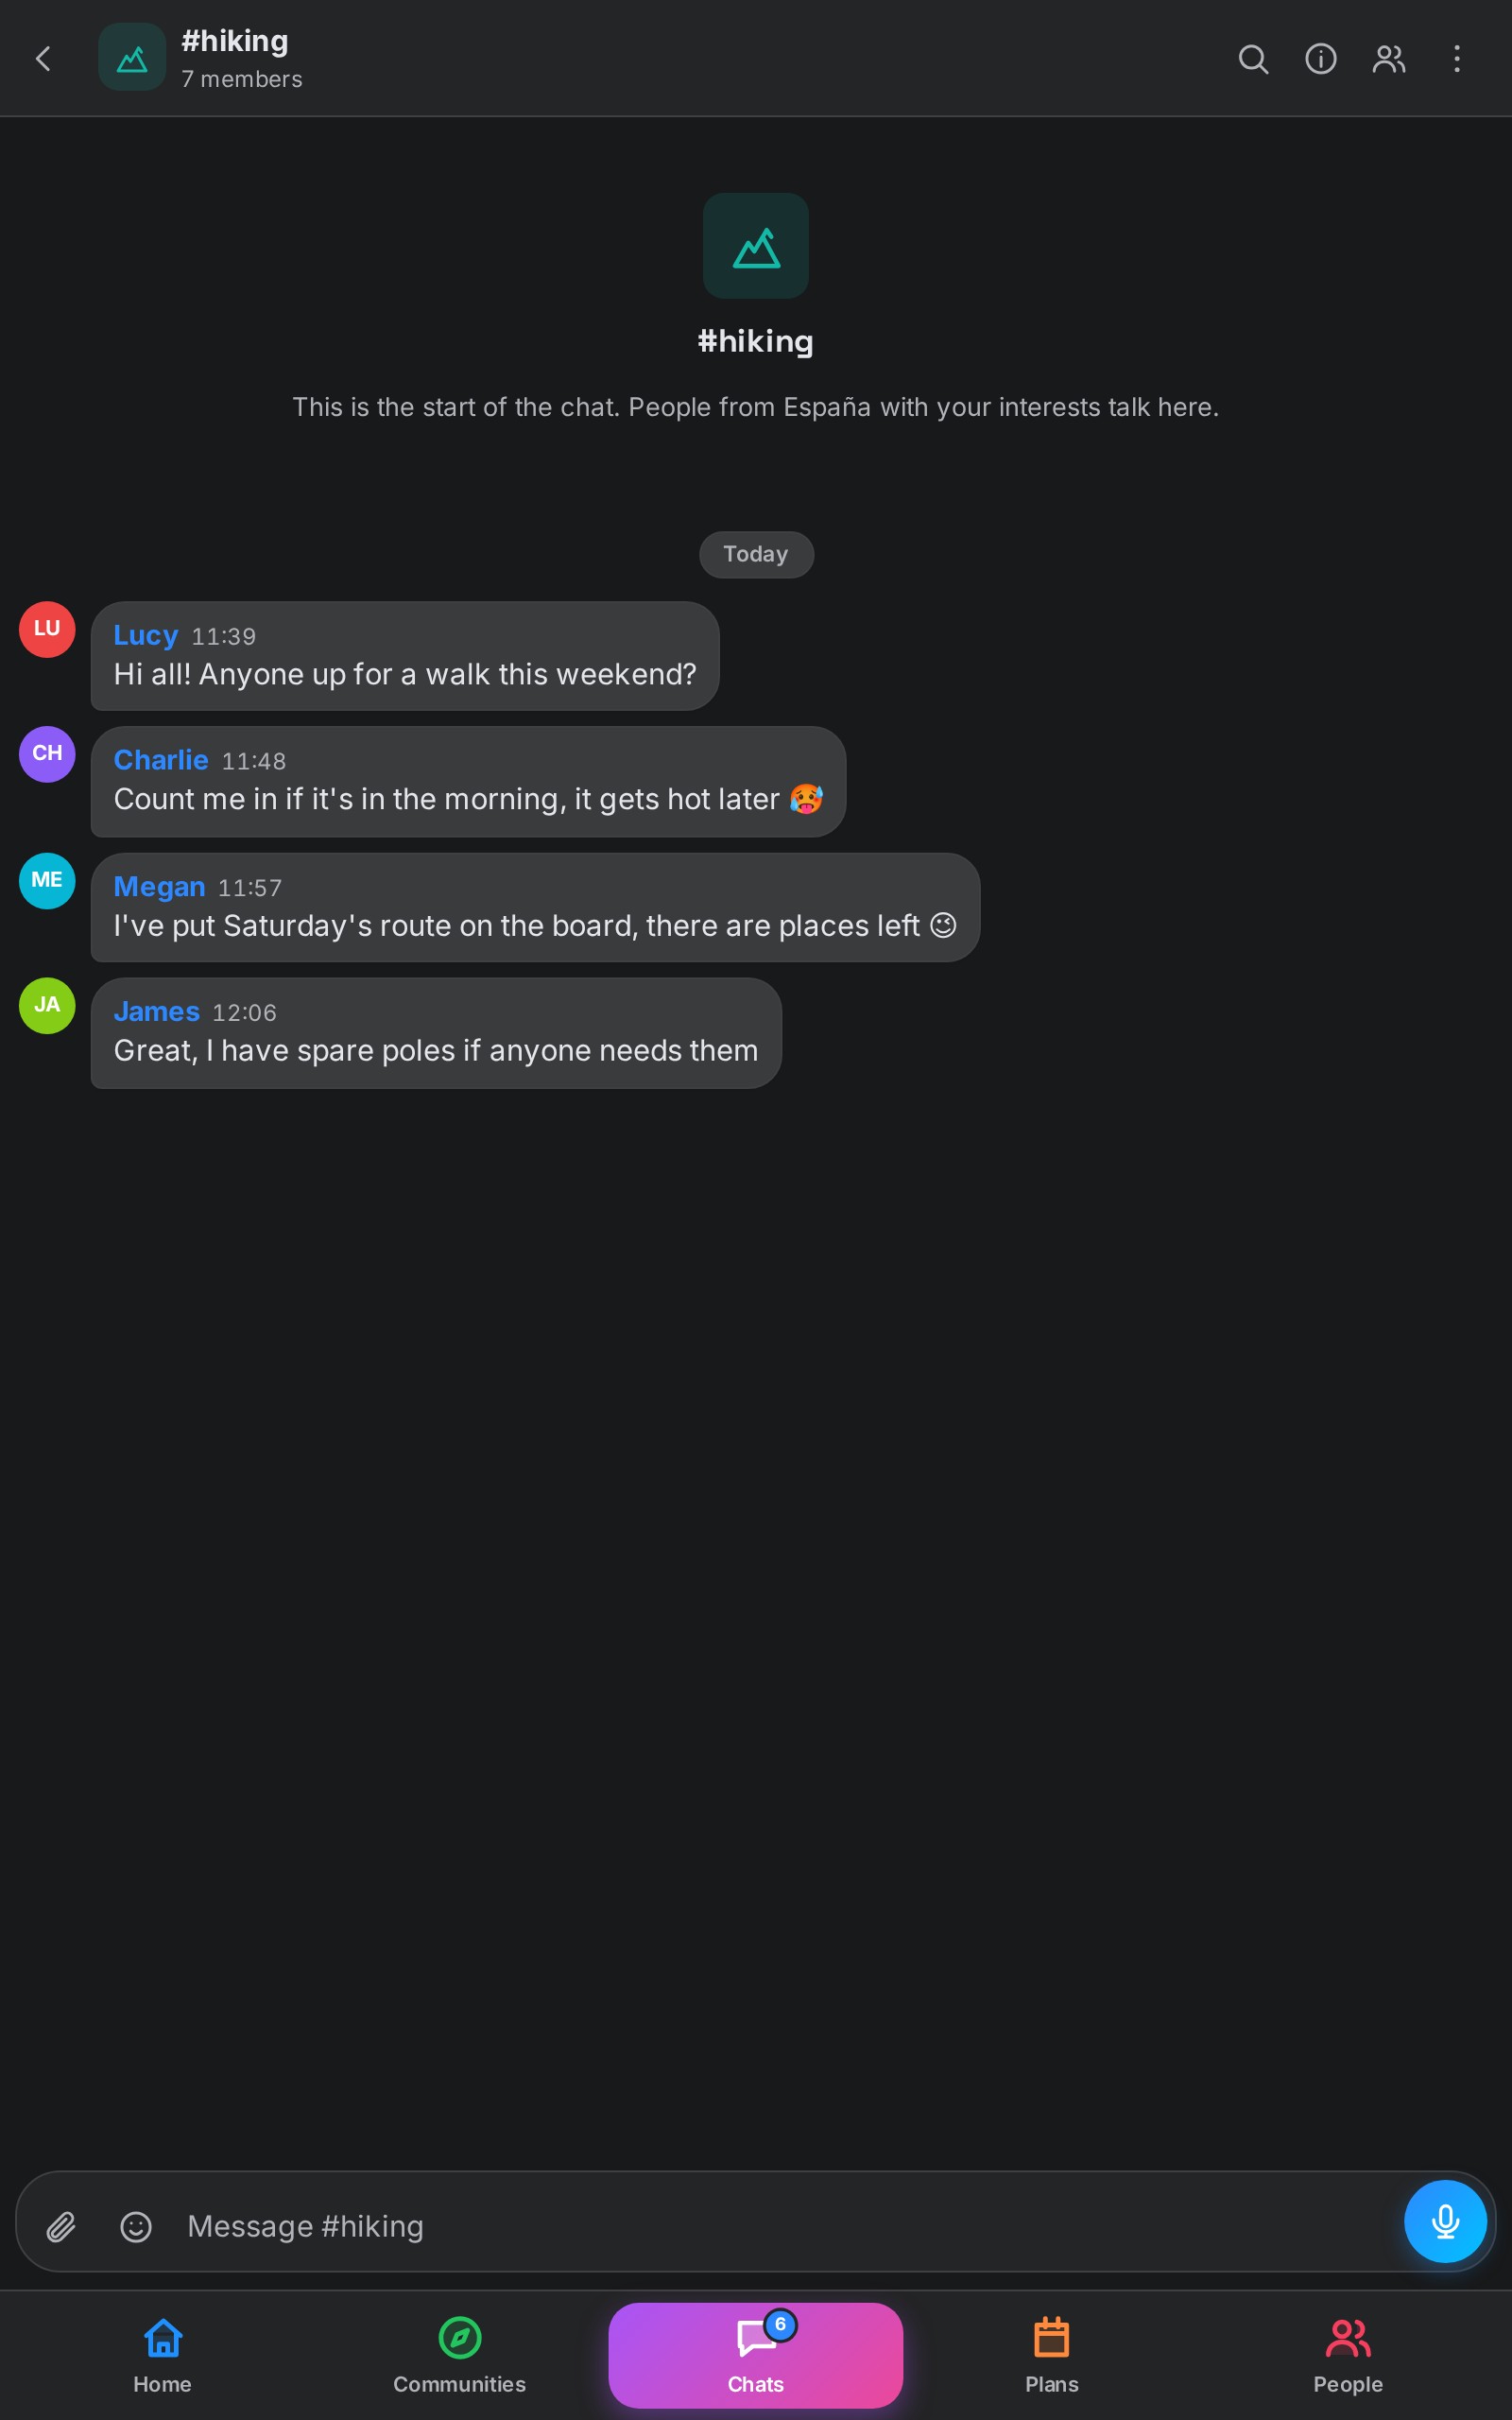 #hiking
7 members
#hiking
This is the start of the chat. People from España with your interests talk here.
Today
LU
Lucy 11:39
Hi all! Anyone up for a walk this weekend?
CH
Charlie 11:48
Count me in if it's in the morning, it gets hot later 🥵
ME
Megan 11:57
I've put Saturday's route on the board, there are places left 😉
JA
James 12:06
Great, I have spare poles if anyone needs them
Message #hiking
6
Home
Communities
Chats
Plans
People